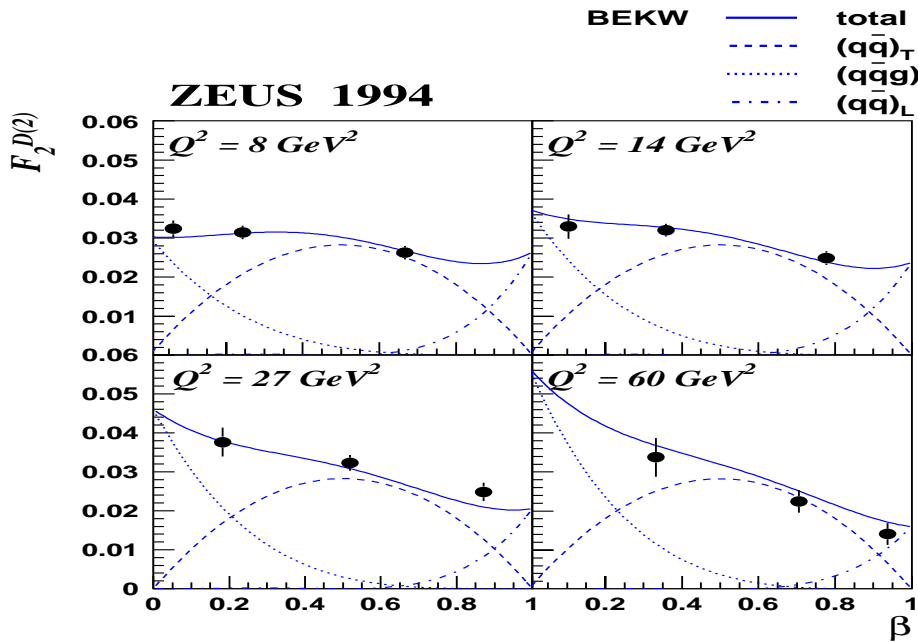 BEKW total
(qq̅)T
(qq̅g)
(qq̅)L
ZEUS 1994
F2D(2)
0.06
0.05
0.04
0.03
0.02
0.01
0.06
Q2 = 8 GeV2
Q2 = 14 GeV2
0.05
0.04
0.03
0.02
0.01
0
Q2 = 27 GeV2
Q2 = 60 GeV2
0 0.2 0.4 0.6 0.8 1 0.2 0.4 0.6 0.8 1
β